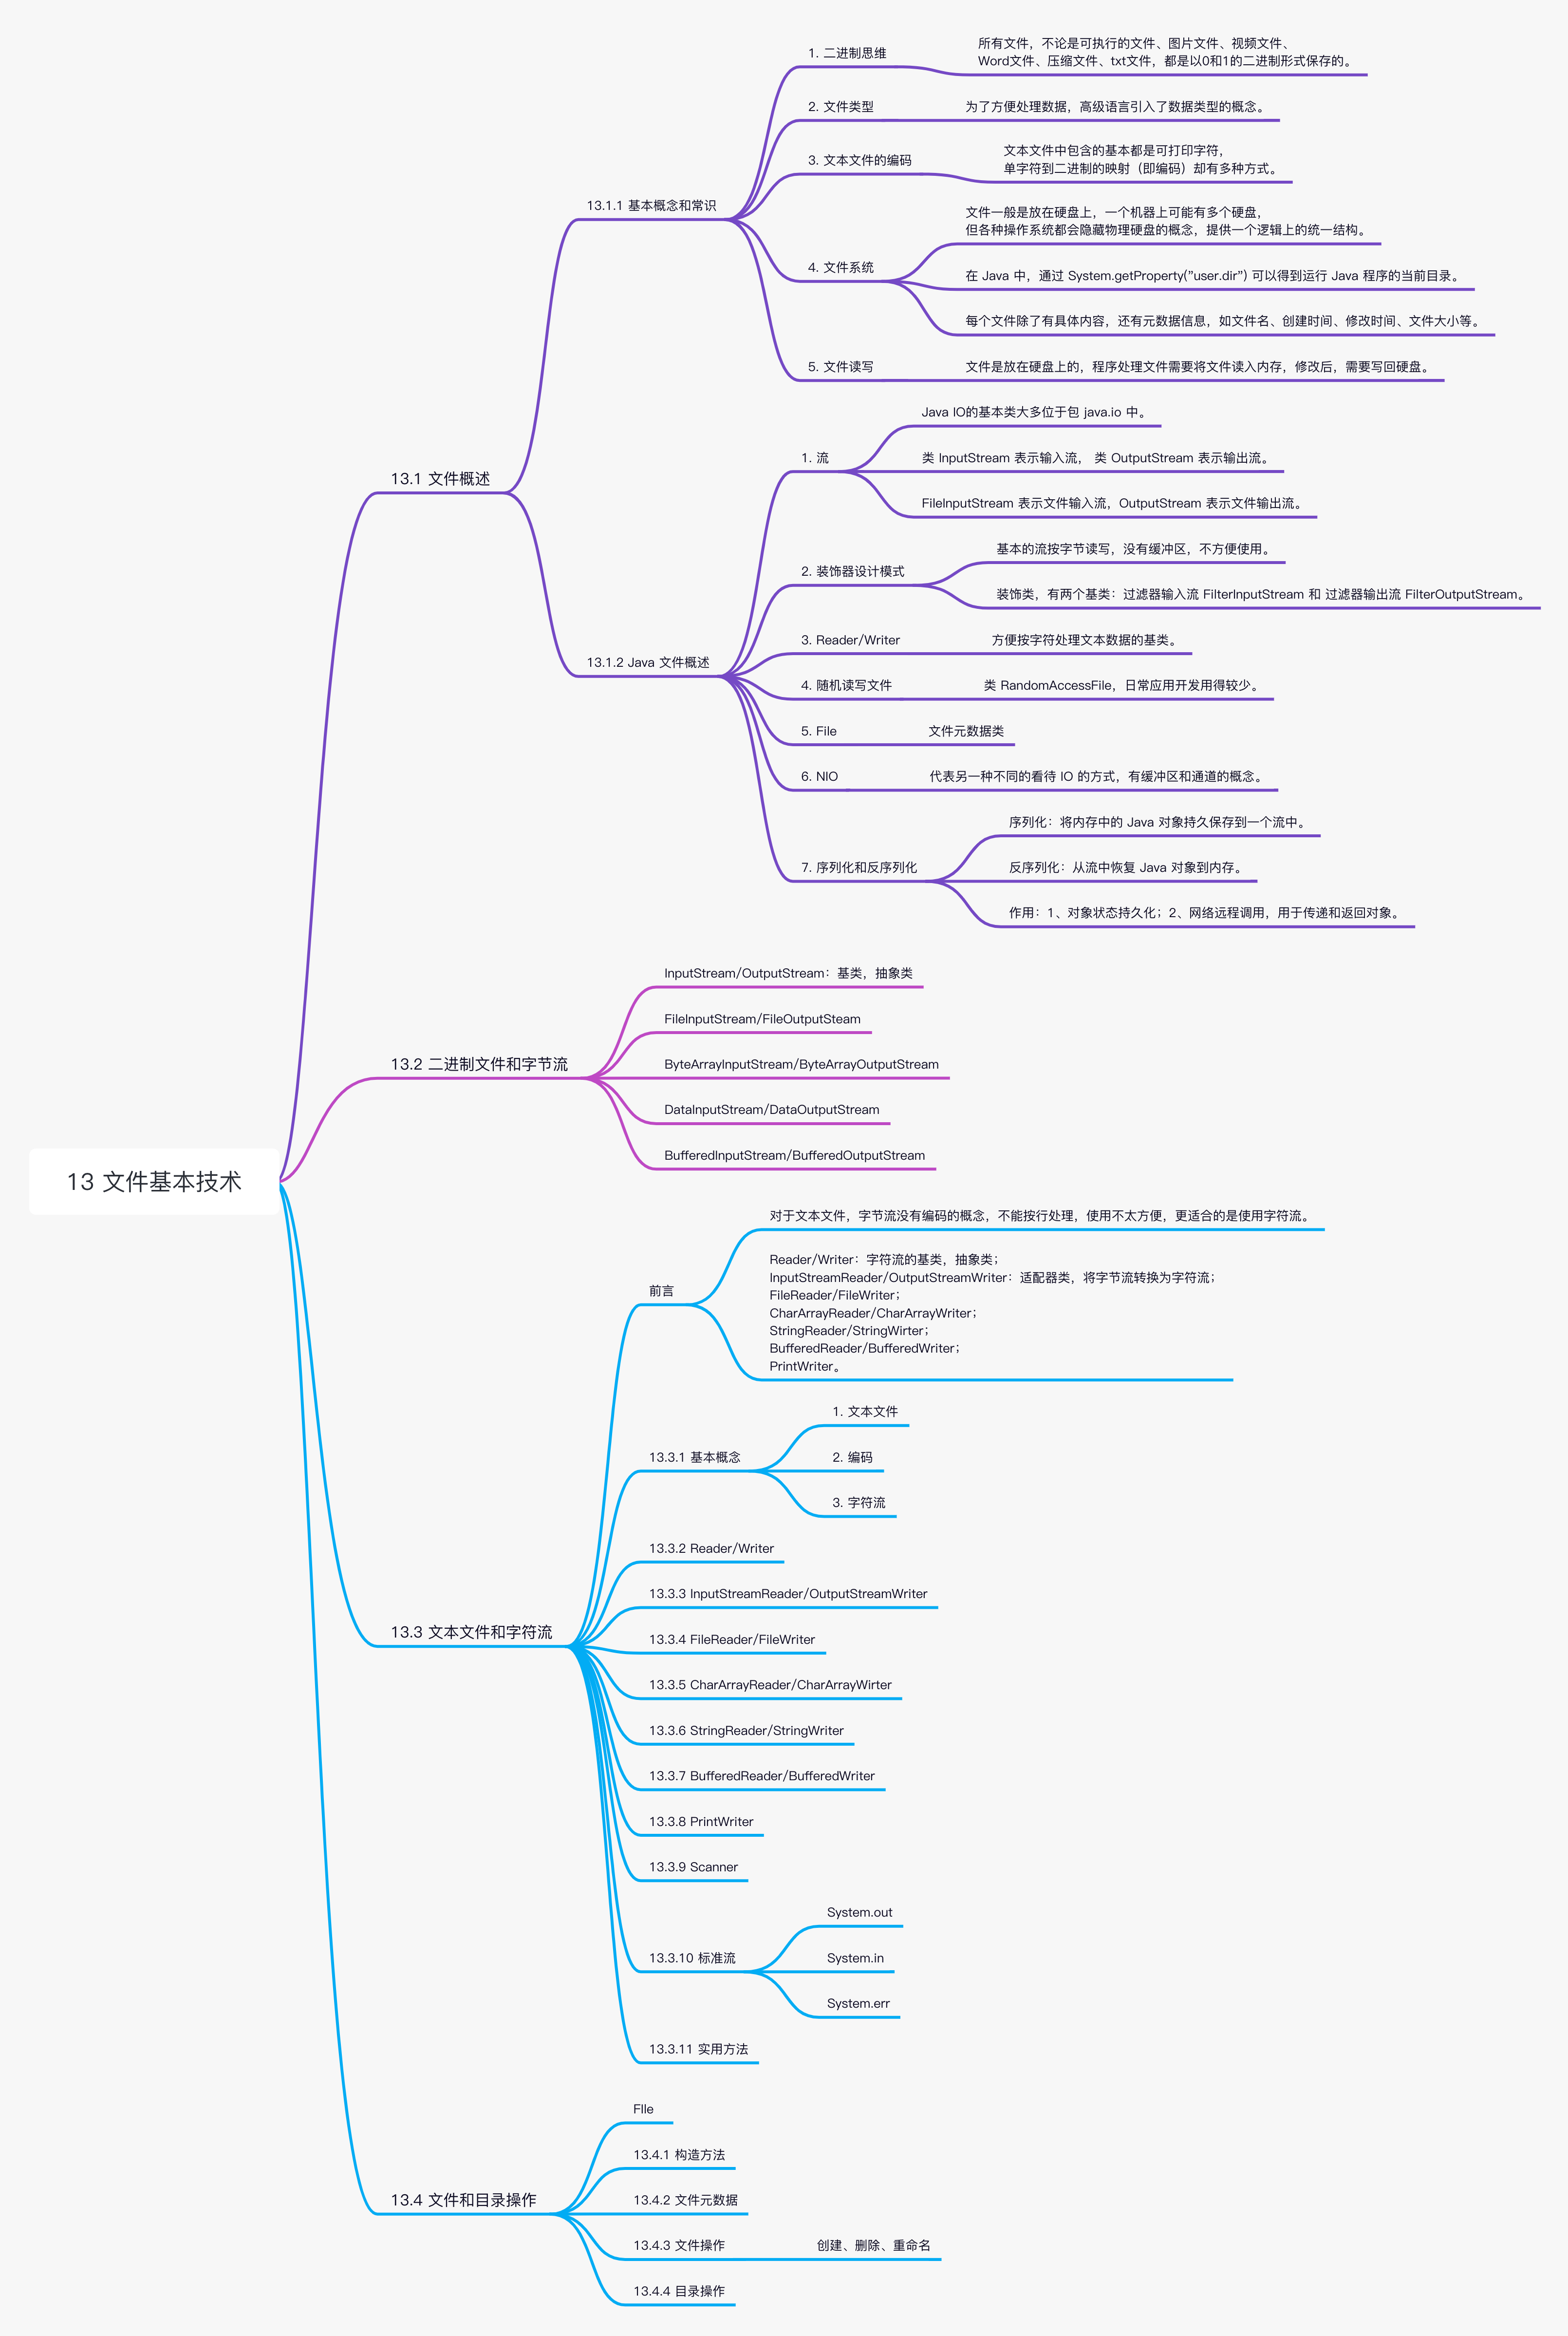 13 文件基本技术
13.1 文件概述
13.1.1 基本概念和常识
1. 二进制思维
所有文件，不论是可执行的文件、图片文件、视频文件、
Word文件、压缩文件、txt文件，都是以0和1的二进制形式保存的。
2. 文件类型
为了方便处理数据，高级语言引入了数据类型的概念。
3. 文本文件的编码
文本文件中包含的基本都是可打印字符，
单字符到二进制的映射（即编码）却有多种方式。
4. 文件系统
文件一般是放在硬盘上，一个机器上可能有多个硬盘，
但各种操作系统都会隐藏物理硬盘的概念，提供一个逻辑上的统一结构。
在 Java 中，通过 System.getProperty(”user.dir”) 可以得到运行 Java 程序的当前目录。
每个文件除了有具体内容，还有元数据信息，如文件名、创建时间、修改时间、文件大小等。
5. 文件读写
文件是放在硬盘上的，程序处理文件需要将文件读入内存，修改后，需要写回硬盘。
13.1.2 Java 文件概述
1. 流
Java IO的基本类大多位于包 java.io 中。
类 InputStream 表示输入流， 类 OutputStream 表示输出流。
FileInputStream 表示文件输入流，OutputStream 表示文件输出流。
2. 装饰器设计模式
基本的流按字节读写，没有缓冲区，不方便使用。
装饰类，有两个基类：过滤器输入流 FilterInputStream 和 过滤器输出流 FilterOutputStream。
3. Reader/Writer
方便按字符处理文本数据的基类。
4. 随机读写文件
类 RandomAccessFile，日常应用开发用得较少。
5. File
文件元数据类
6. NIO
代表另一种不同的看待 IO 的方式，有缓冲区和通道的概念。
7. 序列化和反序列化
序列化：将内存中的 Java 对象持久保存到一个流中。
反序列化：从流中恢复 Java 对象到内存。
作用：1、对象状态持久化；2、网络远程调用，用于传递和返回对象。
13.2 二进制文件和字节流
InputStream/OutputStream：基类，抽象类
FileInputStream/FileOutputSteam
ByteArrayInputStream/ByteArrayOutputStream
DataInputStream/DataOutputStream
BufferedInputStream/BufferedOutputStream
13.3 文本文件和字符流
前言
对于文本文件，字节流没有编码的概念，不能按行处理，使用不太方便，更适合的是使用字符流。
Reader/Writer：字符流的基类，抽象类；
InputStreamReader/OutputStreamWriter：适配器类，将字节流转换为字符流；
FileReader/FileWriter；
CharArrayReader/CharArrayWriter；
StringReader/StringWirter；
BufferedReader/BufferedWriter；
PrintWriter。
13.3.1 基本概念
1. 文本文件
2. 编码
3. 字符流
13.3.2 Reader/Writer
13.3.3 InputStreamReader/OutputStreamWriter
13.3.4 FileReader/FileWriter
13.3.5 CharArrayReader/CharArrayWirter
13.3.6 StringReader/StringWriter
13.3.7 BufferedReader/BufferedWriter
13.3.8 PrintWriter
13.3.9 Scanner
13.3.10 标准流
System.out
System.in
System.err
13.3.11 实用方法
13.4 文件和目录操作
FIle
13.4.1 构造方法
13.4.2 文件元数据
13.4.3 文件操作
创建、删除、重命名
13.4.4 目录操作